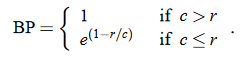 BP = { 1 if c > r
e^(1−r/c) if c ≤ r .